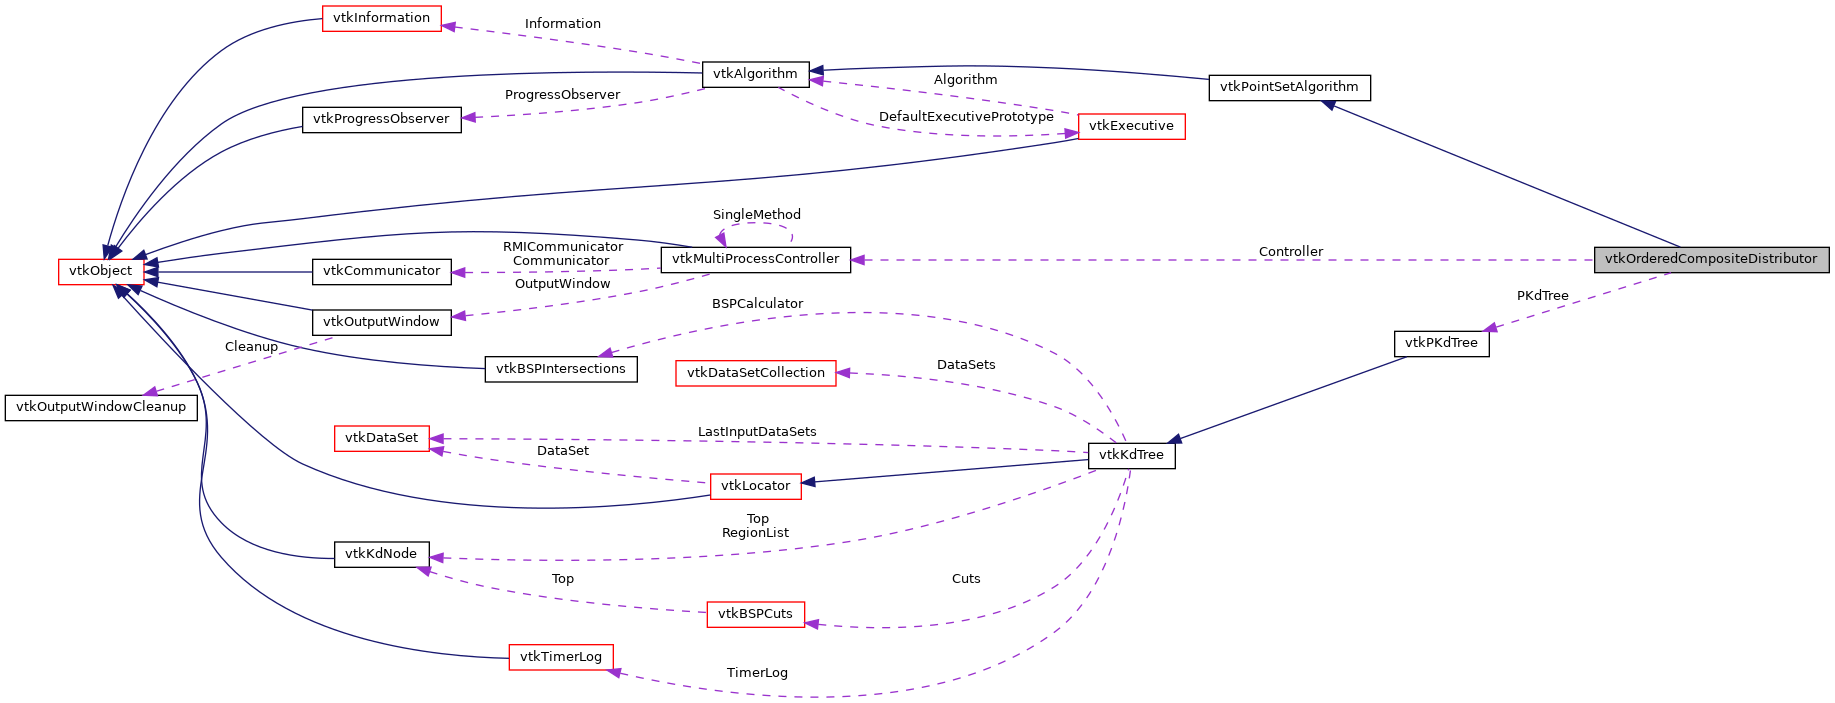 vtkInformation
Information
vtkAlgorithm
vtkPointSetAlgorithm
Algorithm
ProgressObserver
vtkProgressObserver
DefaultExecutivePrototype
vtkExecutive
SingleMethod
RMICommunicator
Communicator
vtkMultiProcessController
Controller
vtkOrderedCompositeDistributor
vtkObject
vtkCommunicator
OutputWindow
PKdTree
BSPCalculator
vtkOutputWindow
Cleanup
vtkPKdTree
vtkBSPIntersections
vtkDataSetCollection
DataSets
vtkOutputWindowCleanup
vtkDataSet
LastInputDataSets
DataSet
vtkKdTree
vtkLocator
Top
RegionList
vtkKdNode
Top
Cuts
vtkBSPCuts
vtkTimerLog
TimerLog